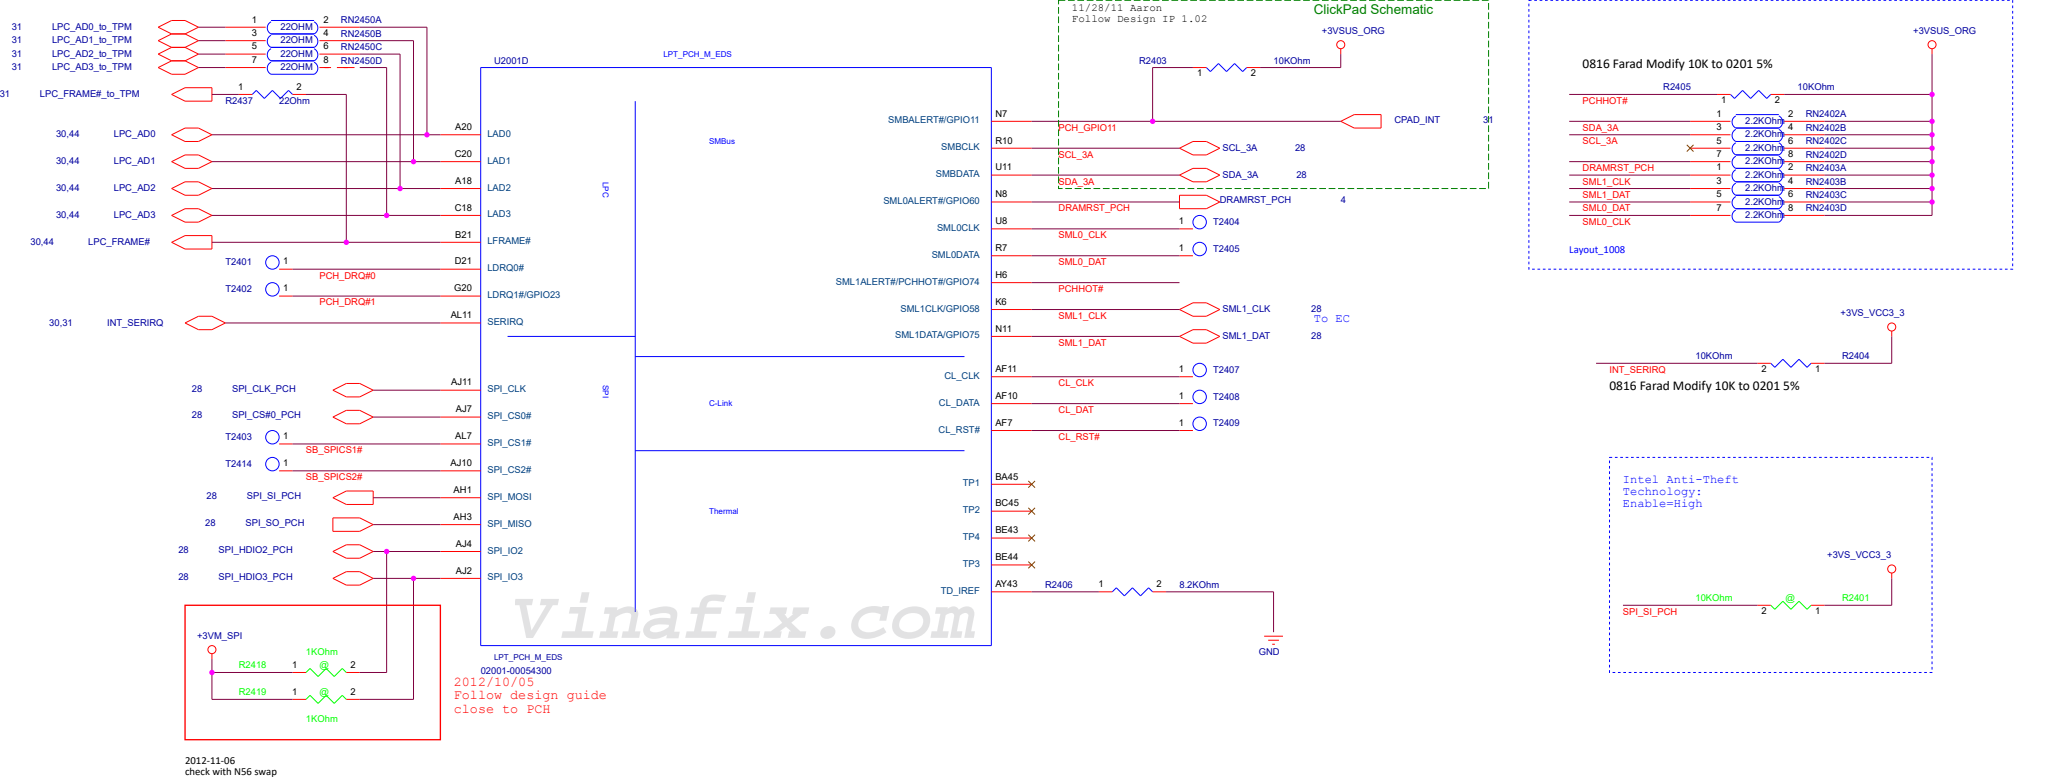 31 LPC_AD0_to_TPM 1 22OHM 2 RN2450A
31 LPC_AD1_to_TPM 3 22OHM 4 RN2450B
31 LPC_AD2_to_TPM 5 22OHM 6 RN2450C
31 LPC_AD3_to_TPM 7 22OHM 8 RN2450D
31 LPC_FRAME#_to_TPM 1 2
R2437 22Ohm
30,44 LPC_AD0 A20 LAD0
30,44 LPC_AD1 C20 LAD1
30,44 LPC_AD2 A18 LAD2
30,44 LPC_AD3 C18 LAD3
30,44 LPC_FRAME# B21 LFRAME#
T2401 1 D21 LDRQ0#
PCH_DRQ#0
T2402 1 G20 LDRQ1#/GPIO23
PCH_DRQ#1
30,31 INT_SERIRQ AL11 SERIRQ
28 SPI_CLK_PCH AJ11 SPI_CLK
28 SPI_CS#0_PCH AJ7 SPI_CS0#
T2403 1 AL7 SPI_CS1#
SB_SPICS1#
T2414 1 AJ10 SPI_CS2#
SB_SPICS2#
28 SPI_SI_PCH AH1 SPI_MOSI
28 SPI_SO_PCH AH3 SPI_MISO
28 SPI_HDIO2_PCH AJ4 SPI_IO2
28 SPI_HDIO3_PCH AJ2 SPI_IO3
+3VM_SPI
1KOhm
R2418 1 @ 2
R2419 1 @ 2
1KOhm
2012-11-06
check with N56 swap
U2001D
LPT_PCH_M_EDS
LPC
SPI
SMBus
C-Link
Thermal
Vinafix.com
LPT_PCH_M_EDS
02001-00054300
2012/10/05
Follow design guide
close to PCH
11/28/11 Aaron
Follow Design IP 1.02
ClickPad Schematic
+3VSUS_ORG
R2403 1 2 10KOhm
SMBALERT#/GPIO11 N7 CPAD_INT 31
PCH_GPIO11
SMBCLK R10 SCL_3A 28
SCL_3A
SMBDATA U11 SDA_3A 28
SDA_3A
SML0ALERT#/GPIO60 N8 DRAMRST_PCH 4
DRAMRST_PCH
SML0CLK U8 1 T2404
SML0_CLK
SML0DATA R7 1 T2405
SML0_DAT
SML1ALERT#/PCHHOT#/GPIO74 H6
PCHHOT#
SML1CLK/GPIO58 K6 SML1_CLK 28
SML1_CLK
To EC
SML1DATA/GPIO75 N11 SML1_DAT 28
SML1_DAT
CL_CLK AF11 1 T2407
CL_CLK
CL_DATA AF10 1 T2408
CL_DAT
CL_RST# AF7 1 T2409
CL_RST#
TP1 BA45
TP2 BC45
TP4 BE43
TP3 BE44
TD_IREF AY43 R2406 1 2 8.2KOhm
GND
+3VSUS_ORG
0816 Farad Modify 10K to 0201 5%
R2405 10KOhm
PCHHOT# 1 2
1 2.2KOhm 2 RN2402A
SDA_3A 3 2.2KOhm 4 RN2402B
SCL_3A 5 2.2KOhm 6 RN2402C
7 2.2KOhm 8 RN2402D
DRAMRST_PCH 1 2.2KOhm 2 RN2403A
SML1_CLK 3 2.2KOhm 4 RN2403B
SML1_DAT 5 2.2KOhm 6 RN2403C
SML0_DAT 7 2.2KOhm 8 RN2403D
SML0_CLK
Layout_1008
+3VS_VCC3_3
10KOhm R2404
INT_SERIRQ 2 1
0816 Farad Modify 10K to 0201 5%
Intel Anti-Theft
Technology:
Enable=High
+3VS_VCC3_3
10KOhm @ R2401
SPI_SI_PCH 2 1